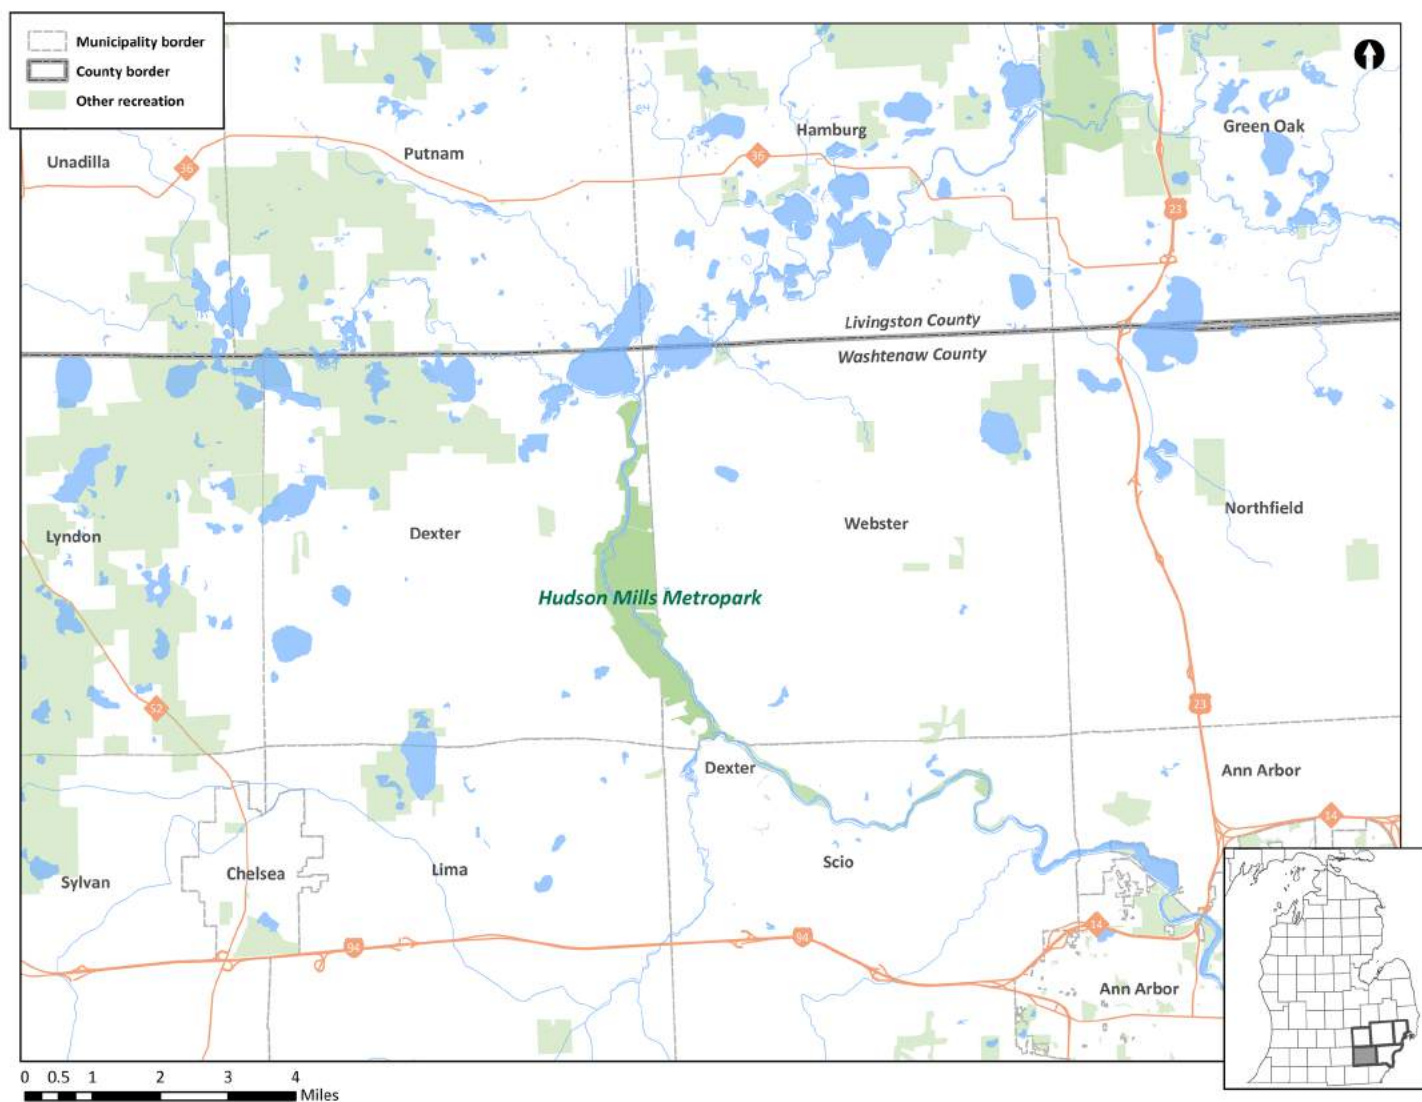 Municipality border
County border
Other recreation
Unadilla
36
Putnam
36
Hamburg
Green Oak
23
Livingston County
Washtenaw County
Lyndon
Dexter
Webster
Northfield
Hudson Mills Metropark
52
23
Dexter
Ann Arbor
14
Sylvan
Chelsea
Lima
Scio
94
94
14
Ann Arbor
0 0.5 1 2 3 4
Miles